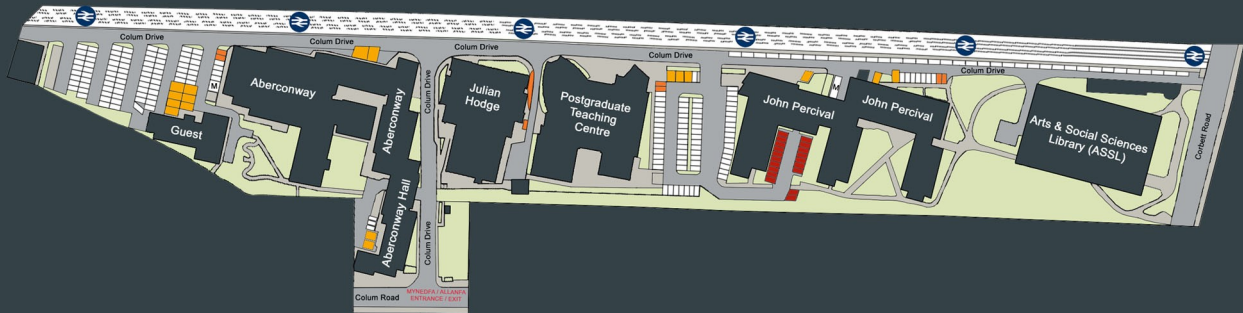 Colum Drive
Colum Drive
Colum Drive
Colum Drive
Colum Drive
Colum Drive
M
Aberconway
Aberconway
Guest
Julian
Hodge
Postgraduate
Teaching
Centre
John Percival
M
John Percival
Arts & Social Sciences
Library (ASSL)
Corbett Road
Aberconway Hall
Colum Drive
Colum Road
MYNEDFA / ALLANFA
ENTRANCE / EXIT